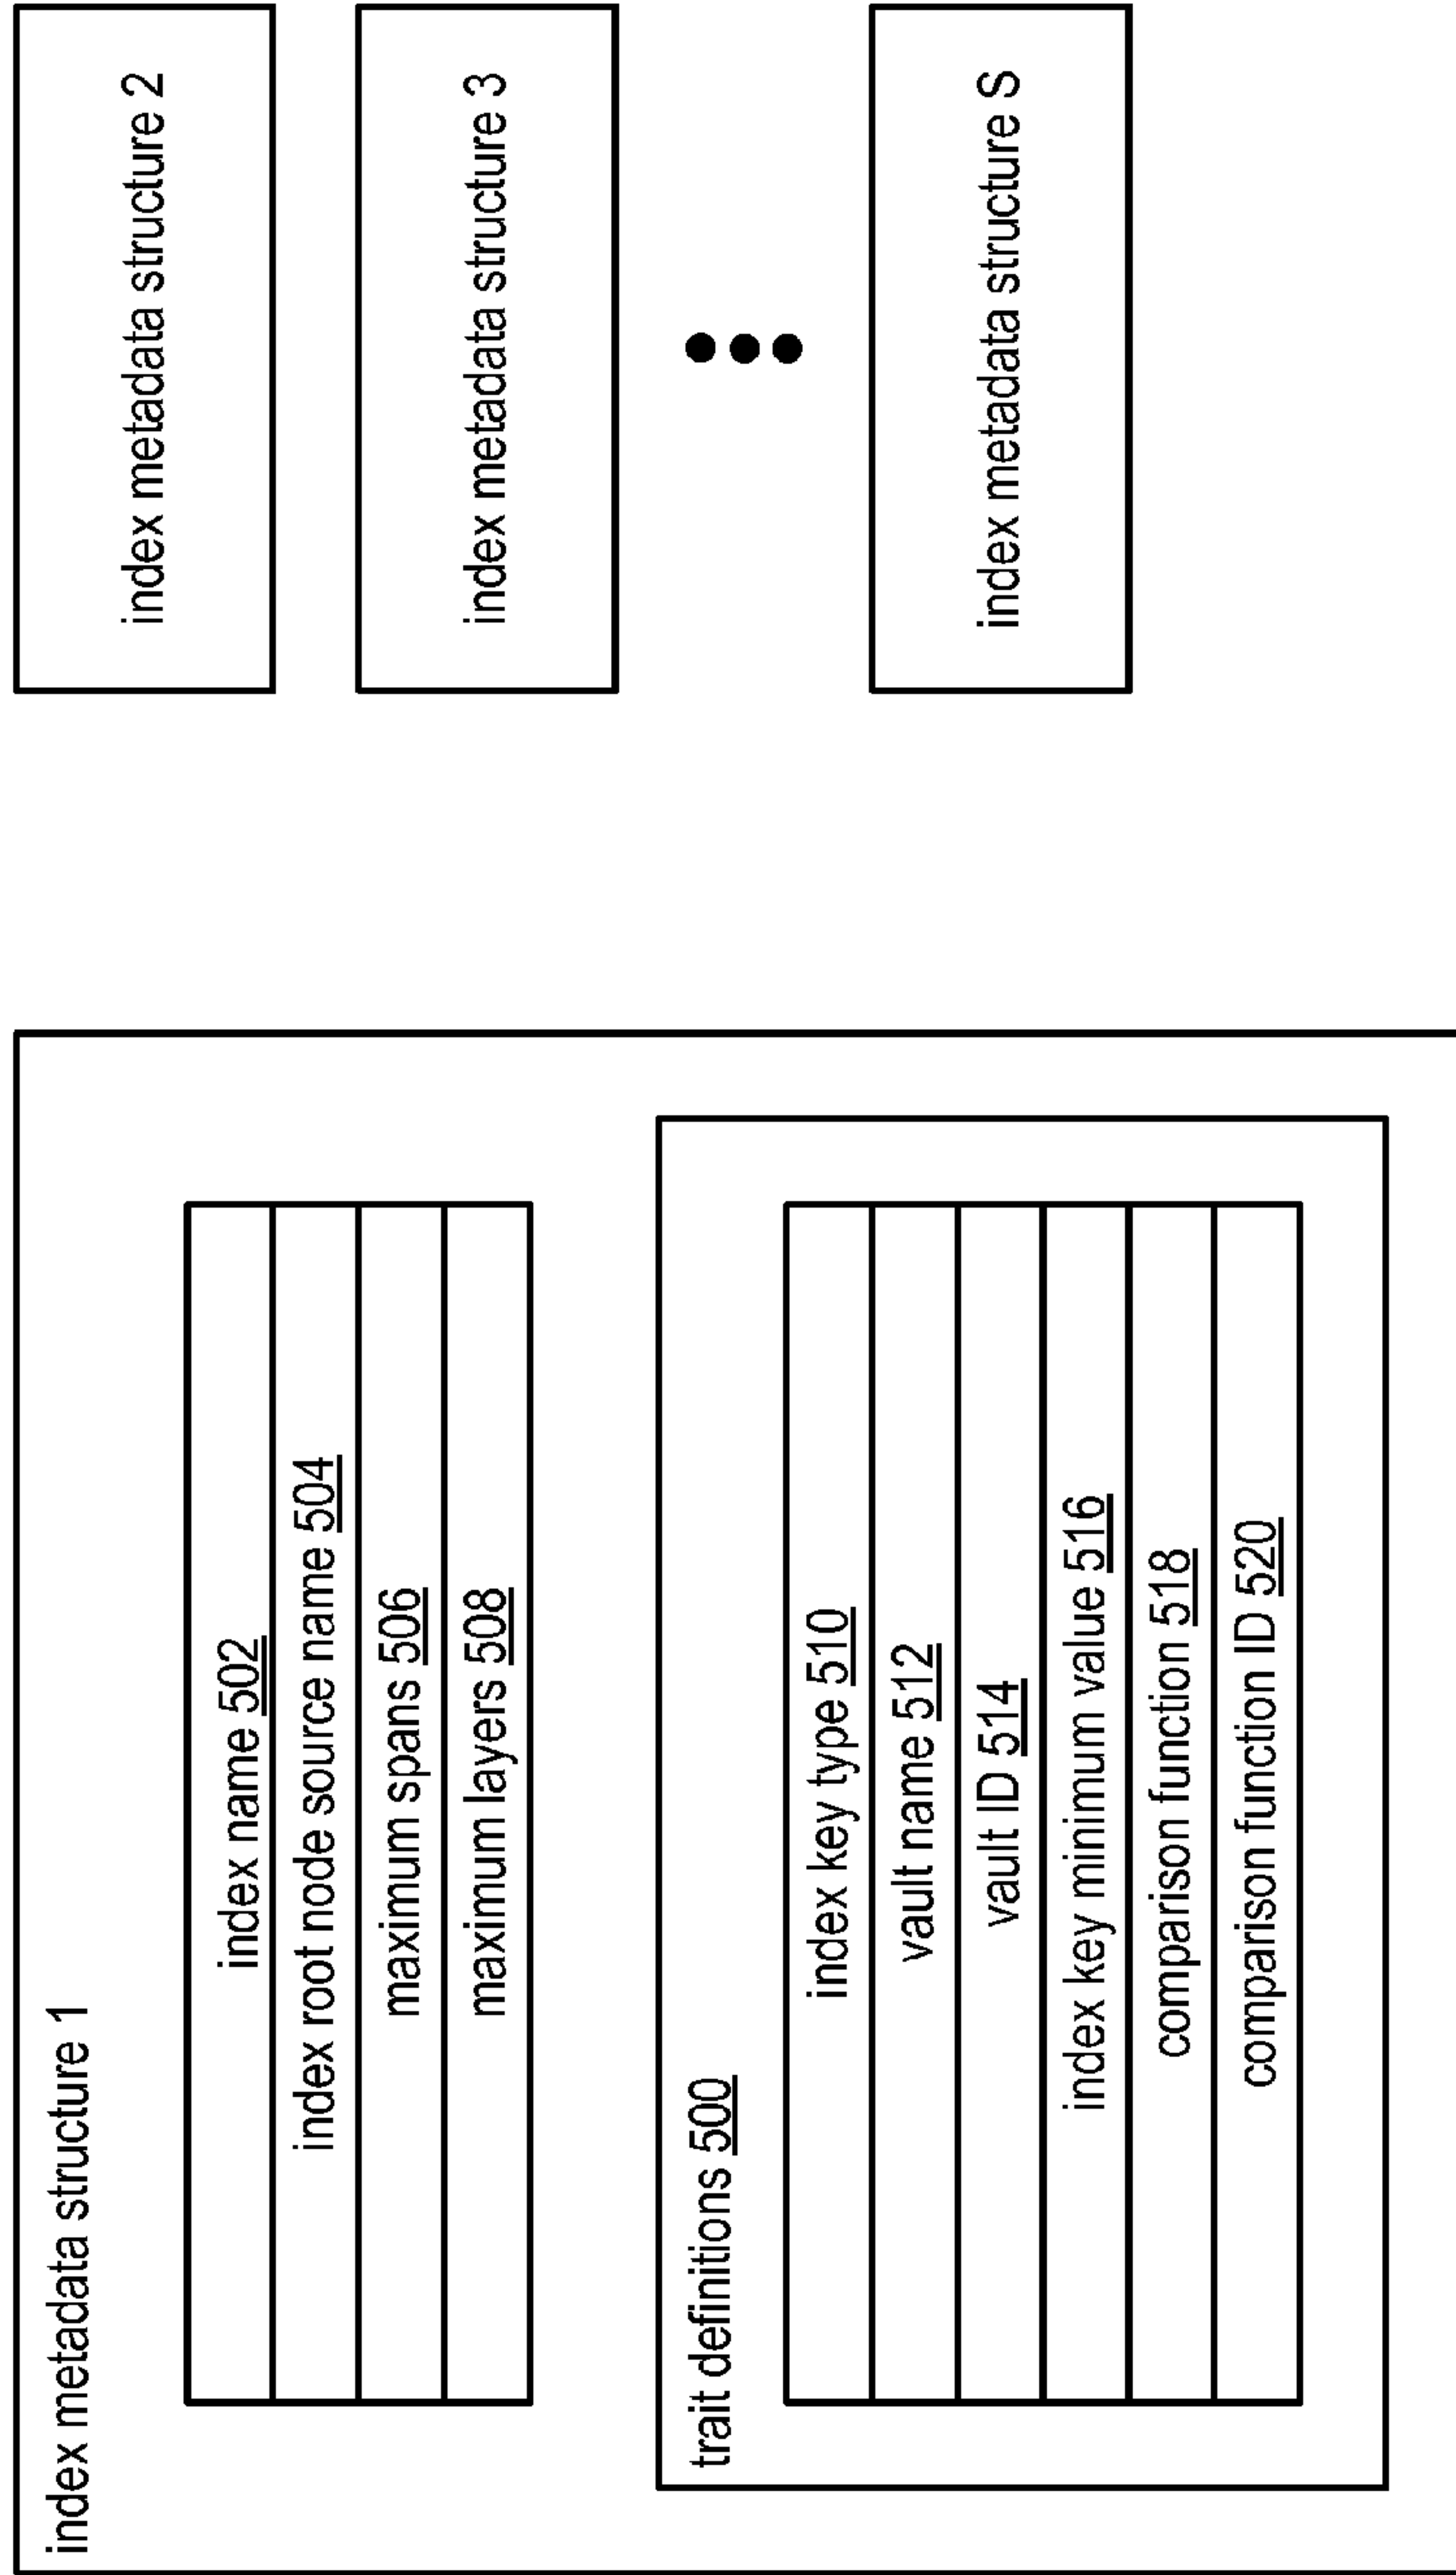 index metadata structure 1
index name 502
index root node source name 504
maximum spans 506
maximum layers 508
trait definitions 500
index key type 510
vault name 512
vault ID 514
index key minimum value 516
comparison function 518
comparison function ID 520
index metadata structure 2
index metadata structure 3
index metadata structure S